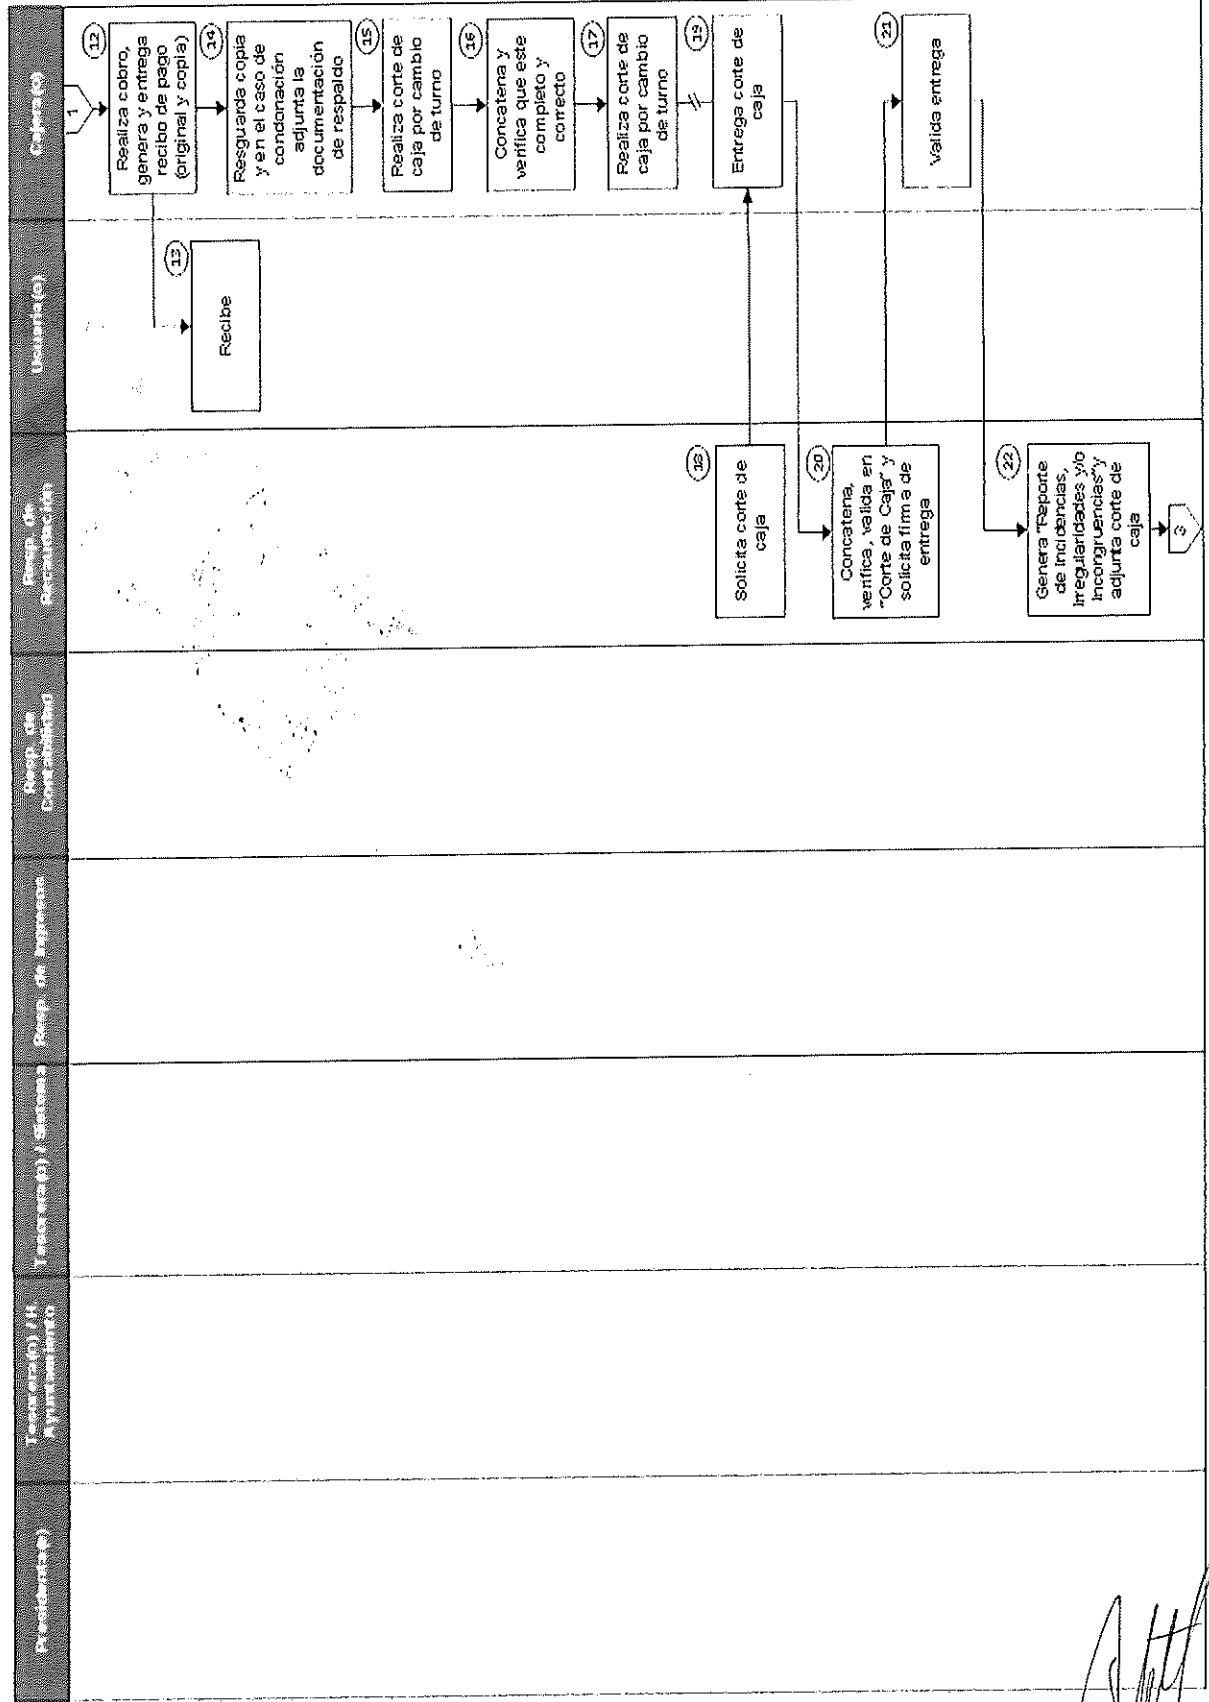 Presidenta(e)
Tesorera(o) / H.
Ayuntamiento
Tesorera(o) / Sistema
Resp. de Ingresos
Resp. de
Contabilidad
Resp. De
Recaudación
Usuaria(o)
Cajera(o)
1
12
Realiza cobro,
genera y entrega
recibo de pago
(original y copia)
13
Recibe
14
Resguarda copia
y en el caso de
condonación
adjunta la
documentación
de respaldo
15
Realiza corte de
caja por cambio
de turno
16
Concatena y
verifica que este
completo y
correcto
17
Realiza corte de
caja por cambio
de turno
18
Solicita corte de
caja
19
Entrega corte de
caja
20
Concatena,
verifica, valida en
"Corte de Caja" y
solicita firma de
entrega
21
Valida entrega
22
Genera "Reporte
de Incidencias,
Irregularidades y/o
Incongruencias" y
adjunta corte de
caja
3